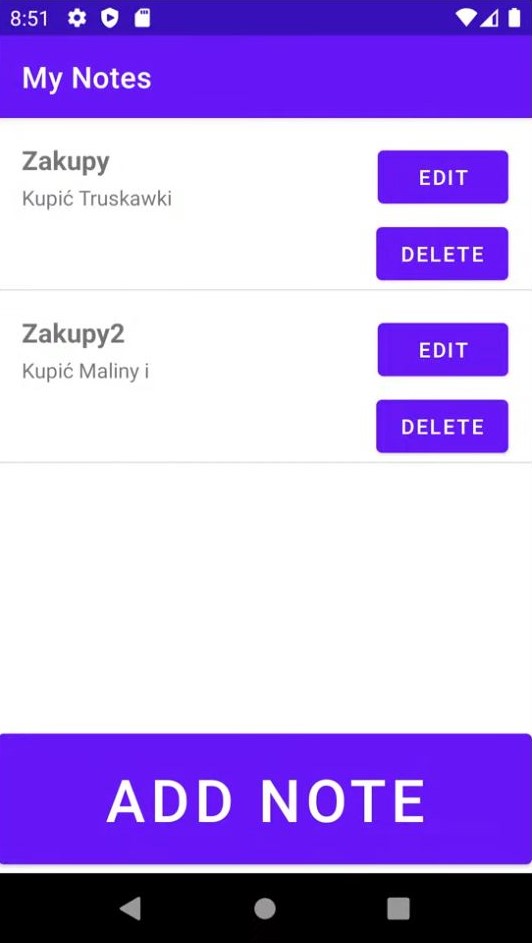 8:51
My Notes
Zakupy
Kupić Truskawki
EDIT
DELETE
Zakupy2
Kupić Maliny i
EDIT
DELETE
ADD NOTE